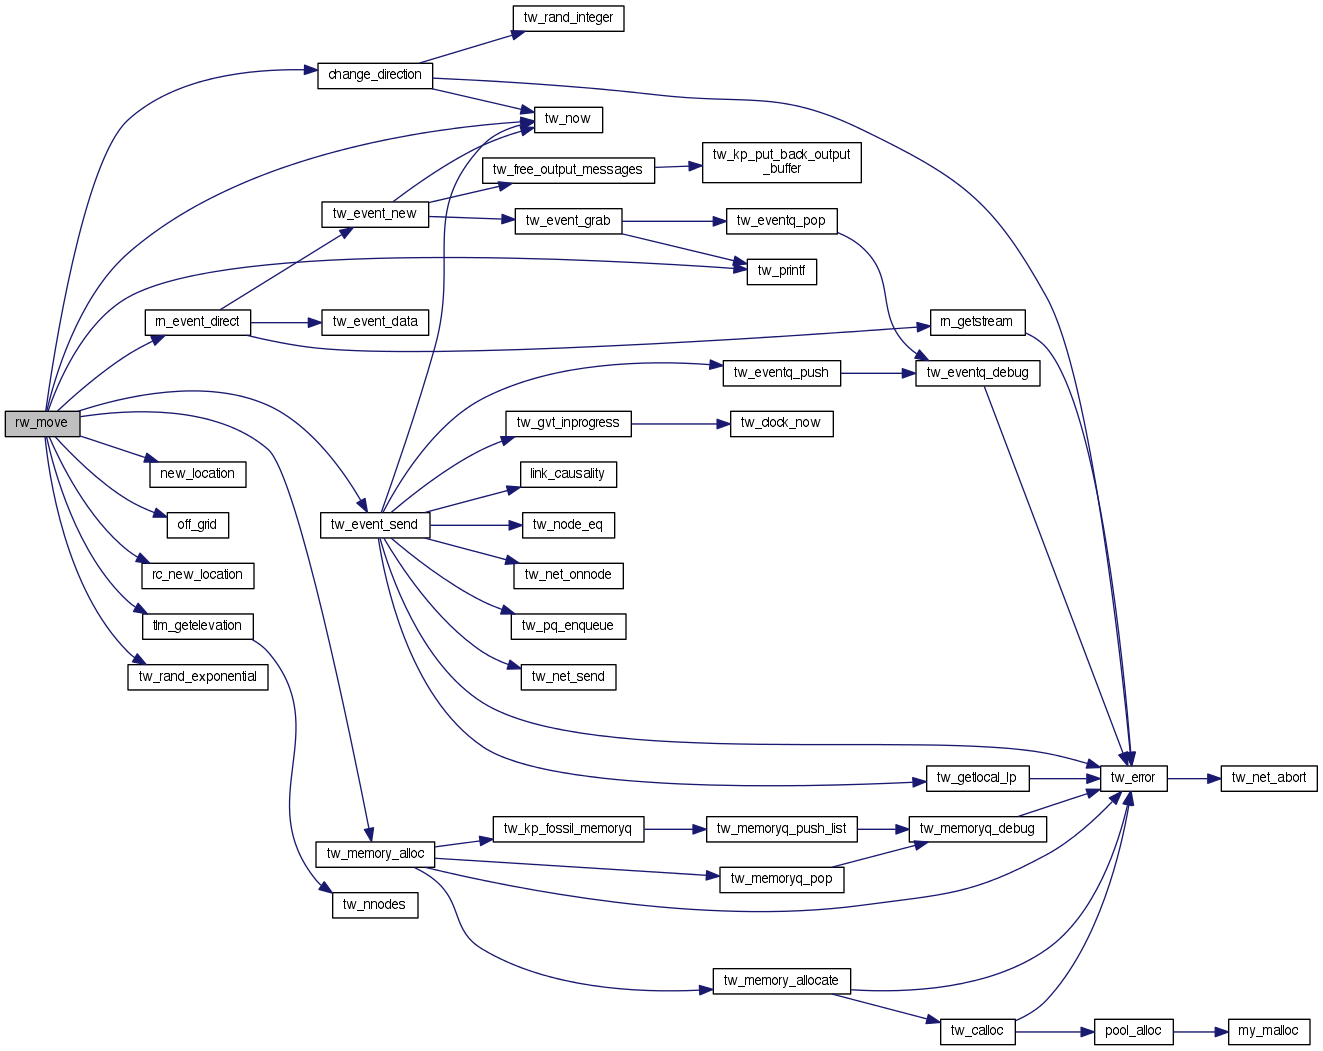 tw_rand_integer
change_direction
tw_now
tw_kp_put_back_output
_buffer
tw_free_output_messages
tw_event_new
tw_event_grab
tw_eventq_pop
tw_printf
rn_event_direct
tw_event_data
rn_getstream
tw_eventq_push
tw_eventq_debug
rw_move
tw_gvt_inprogress
tw_clock_now
new_location
link_causality
off_grid
tw_event_send
tw_node_eq
rc_new_location
tw_net_onnode
tlm_getelevation
tw_pq_enqueue
tw_rand_exponential
tw_net_send
tw_getlocal_lp
tw_error
tw_net_abort
tw_kp_fossil_memoryq
tw_memoryq_push_list
tw_memoryq_debug
tw_memory_alloc
tw_memoryq_pop
tw_nnodes
tw_memory_allocate
tw_calloc
pool_alloc
my_malloc